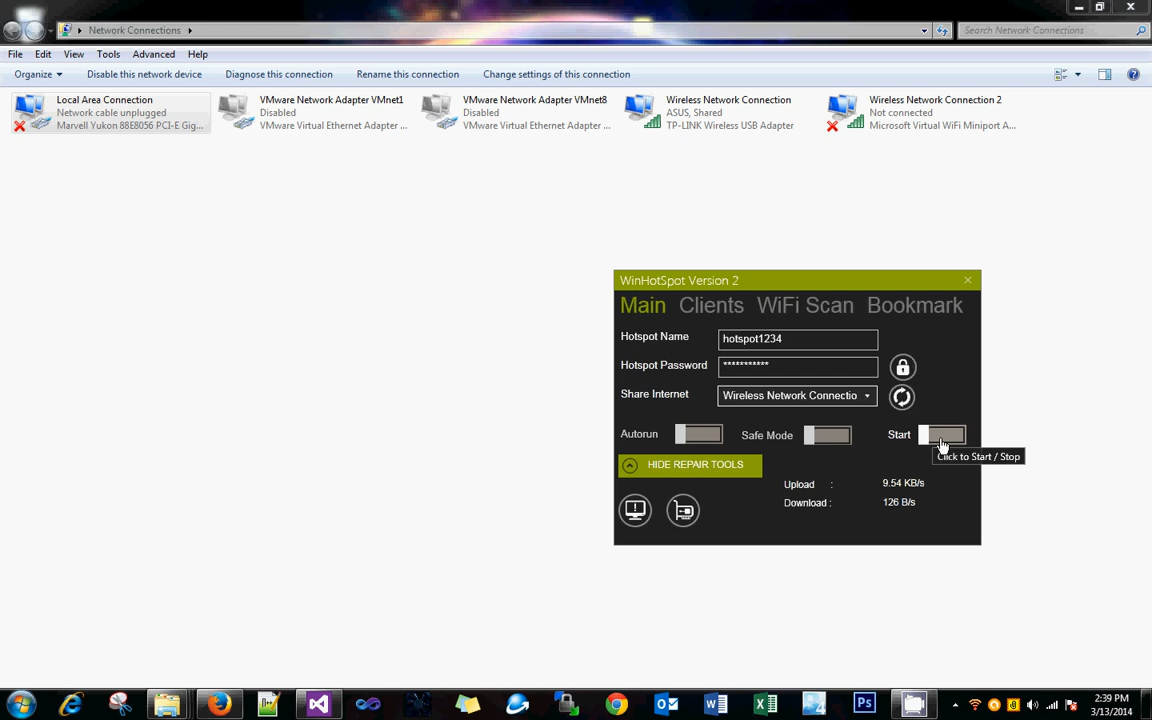 Network Connections
Search Network Connections
File Edit View Tools Advanced Help
Organize Disable this network device Diagnose this connection Rename this connection Change settings of this connection
Local Area Connection
Network cable unplugged
Marvell Yukon 88E8056 PCI-E Gig...
VMware Network Adapter VMnet1
Disabled
VMware Virtual Ethernet Adapter ...
VMware Network Adapter VMnet8
Disabled
VMware Virtual Ethernet Adapter ...
Wireless Network Connection
ASUS, Shared
TP-LINK Wireless USB Adapter
Wireless Network Connection 2
Not connected
Microsoft Virtual WiFi Miniport A...
WinHotSpot Version 2
Main Clients WiFi Scan Bookmark
Hotspot Name hotspot1234
Hotspot Password ***********
Share Internet Wireless Network Connectio
Autorun Safe Mode Start
Click to Start / Stop
HIDE REPAIR TOOLS
Upload : 9.54 KB/s
Download : 126 B/s
2:39 PM
3/13/2014